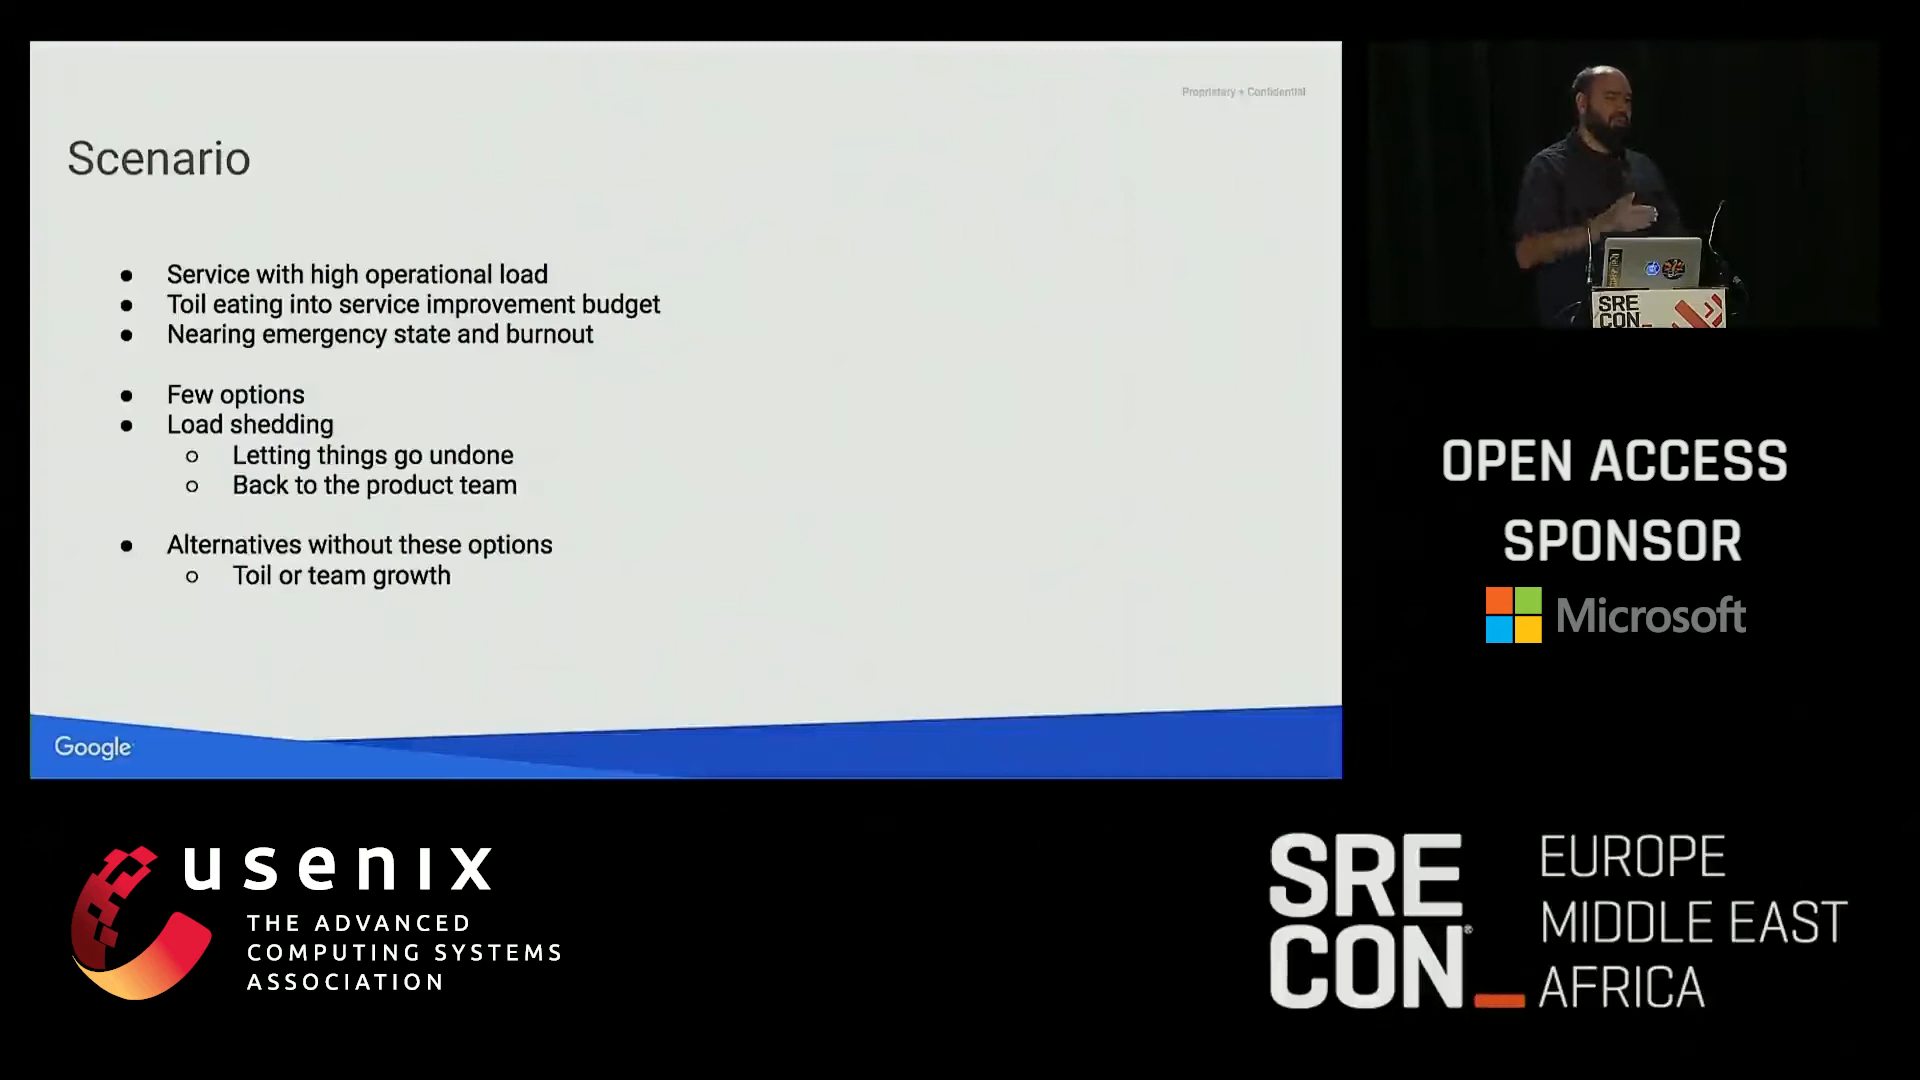 Proprietary + Confidential
Scenario
● Service with high operational load
● Toil eating into service improvement budget
● Nearing emergency state and burnout
● Few options
● Load shedding
○ Letting things go undone
○ Back to the product team
● Alternatives without these options
○ Toil or team growth
Google
SRE
CON_
OPEN ACCESS
SPONSOR
Microsoft
usenix
THE ADVANCED
COMPUTING SYSTEMS
ASSOCIATION
SRE
CON_®
EUROPE
MIDDLE EAST
AFRICA